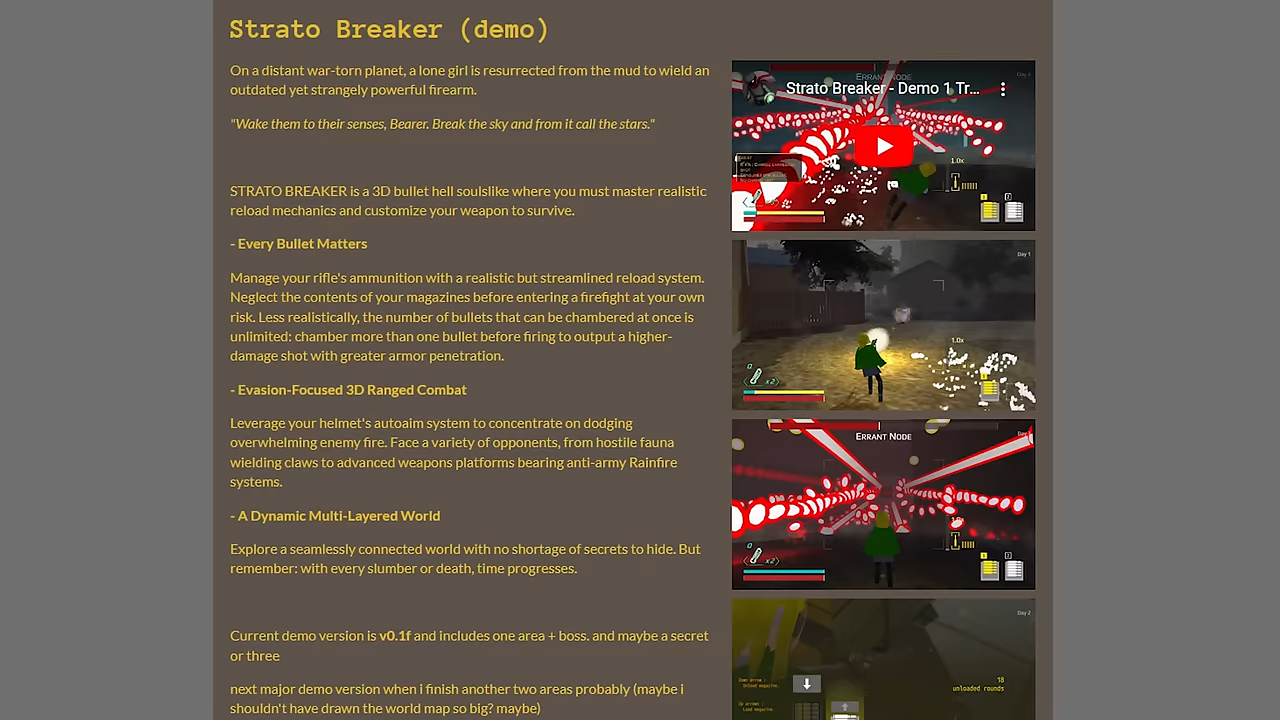 Strato Breaker (demo)
On a distant war-torn planet, a lone girl is resurrected from the mud to wield an
outdated yet strangely powerful firearm.
"Wake them to their senses, Bearer. Break the sky and from it call the stars."
STRATO BREAKER is a 3D bullet hell soulslike where you must master realistic
reload mechanics and customize your weapon to survive.
- Every Bullet Matters
Manage your rifle's ammunition with a realistic but streamlined reload system.
Neglect the contents of your magazines before entering a firefight at your own
risk. Less realistically, the number of bullets that can be chambered at once is
unlimited: chamber more than one bullet before firing to output a higher-
damage shot with greater armor penetration.
- Evasion-Focused 3D Ranged Combat
Leverage your helmet's autoaim system to concentrate on dodging
overwhelming enemy fire. Face a variety of opponents, from hostile fauna
wielding claws to advanced weapons platforms bearing anti-army Rainfire
systems.
- A Dynamic Multi-Layered World
Explore a seamlessly connected world with no shortage of secrets to hide. But
remember: with every slumber or death, time progresses.
Current demo version is v0.1f and includes one area + boss. and maybe a secret
or three
next major demo version when i finish another two areas probably (maybe i
shouldn't have drawn the world map so big? maybe)
ERRANT NODE
Strato Breaker - Demo 1 Tr...
1.0x
Day 1
1.0x
x2
ERRANT NODE
x2
Day 2
Down arrow :
Unload magazine.
18
unloaded rounds
Up arrow :
Load magazine.